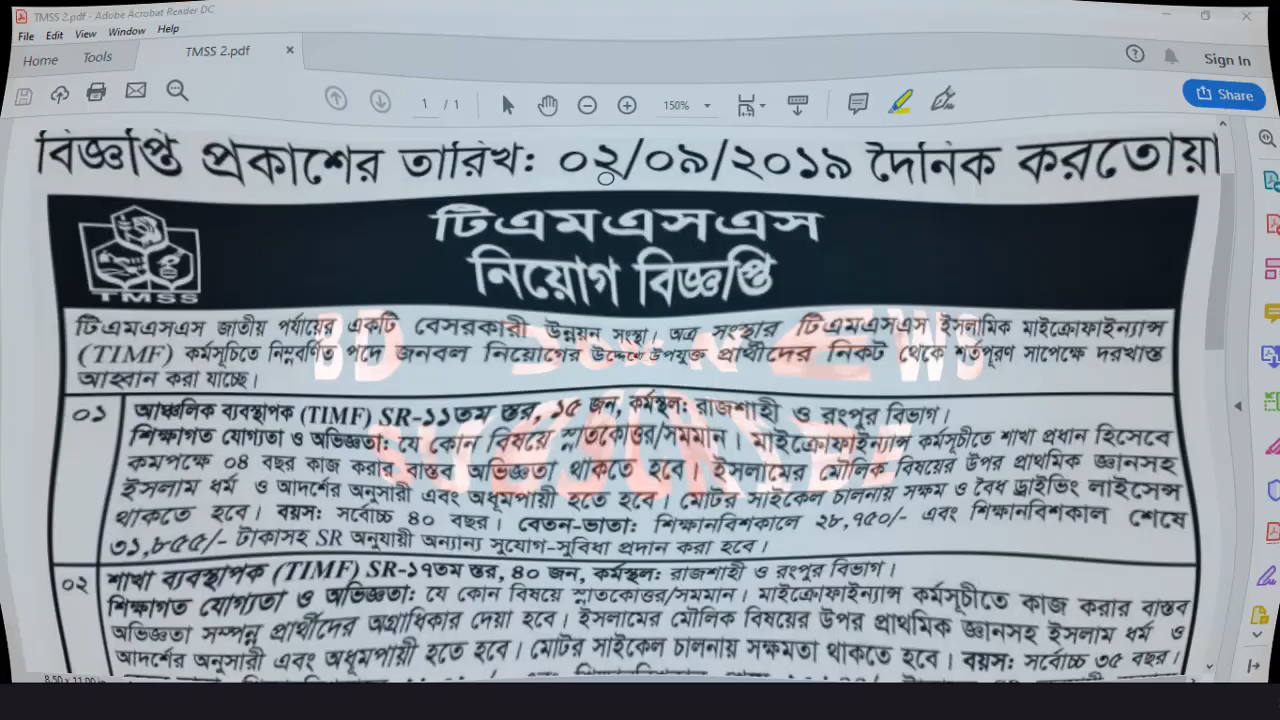 TMSS 2.pdf - Adobe Acrobat Reader DC
File Edit View Window Help
Home Tools TMSS 2.pdf ×
Sign In
1 / 1 150%
Share
বিজ্ঞপ্তি প্রকাশের তারিখ: ০২/০৯/২০১৯ দৈনিক করতোয়া
টিএমএসএস
নিয়োগ বিজ্ঞপ্তি
TMSS
টিএমএসএস জাতীয় পর্যায়ের একটি বেসরকারী উন্নয়ন সংস্থা। অত্র সংস্থার টিএমএসএস ইসলামিক মাইক্রোফাইন্যান্স
(TIMF) কর্মসূচিতে নিম্নবর্ণিত পদে জনবল নিয়োগের উদ্দেশ্যে উপযুক্ত প্রার্থীদের নিকট থেকে শর্তপূরণ সাপেক্ষে দরখাস্ত
আহবান করা যাচ্ছে।
০১ আঞ্চলিক ব্যবস্থাপক (TIMF) SR-১১তম স্তর, ১৫ জন, কর্মস্থল: রাজশাহী ও রংপুর বিভাগ।
শিক্ষাগত যোগ্যতা ও অভিজ্ঞতা: যে কোন বিষয়ে স্নাতকোত্তর/সমমান। মাইক্রোফাইন্যান্স কর্মসূচীতে শাখা প্রধান হিসেবে
কমপক্ষে ০৪ বছর কাজ করার বাস্তব অভিজ্ঞতা থাকতে হবে। ইসলামের মৌলিক বিষয়ের উপর প্রাথমিক জ্ঞানসহ
ইসলাম ধর্ম ও আদর্শের অনুসারী এবং অধূমপায়ী হতে হবে। মোটর সাইকেল চালনায় সক্ষম ও বৈধ ড্রাইভিং লাইসেন্স
থাকতে হবে। বয়স: সর্বোচ্চ ৪০ বছর। বেতন-ভাতা: শিক্ষানবিশকালে ২৮,৭৫০/- এবং শিক্ষানবিশকাল শেষে
৩১,৮৫৫/- টাকাসহ SR অনুযায়ী অন্যান্য সুযোগ-সুবিধা প্রদান করা হবে।
০২ শাখা ব্যবস্থাপক (TIMF) SR-১৭তম স্তর, ৪০ জন, কর্মস্থল: রাজশাহী ও রংপুর বিভাগ।
শিক্ষাগত যোগ্যতা ও অভিজ্ঞতা: যে কোন বিষয়ে স্নাতকোত্তর/সমমান। মাইক্রোফাইন্যান্স কর্মসূচীতে কাজ করার বাস্তব
অভিজ্ঞতা সম্পন্ন প্রার্থীদের অগ্রাধিকার দেয়া হবে। ইসলামের মৌলিক বিষয়ের উপর প্রাথমিক জ্ঞানসহ ইসলাম ধর্ম ও
আদর্শের অনুসারী এবং অধূমপায়ী হতে হবে। মোটর সাইকেল চালনায় সক্ষমতা থাকতে হবে। বয়স: সর্বোচ্চ ৩৫ বছর।
8.50 x 11.00